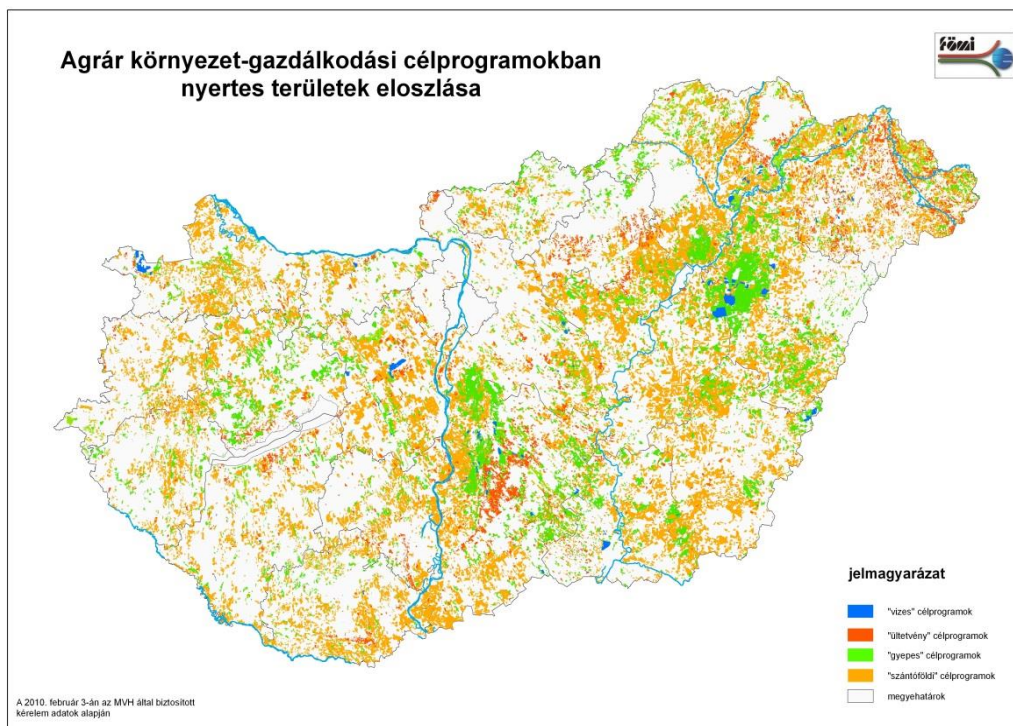 Agrár környezet-gazdálkodási célprogramokban
nyertes területek eloszlása
fömi
jelmagyarázat
"vizes" célprogramok
"ültetvény" célprogramok
"gyepes" célprogramok
"szántóföldi" célprogramok
megyehatárok
A 2010. február 3-án az MVH által biztosított
kérelem adatok alapján